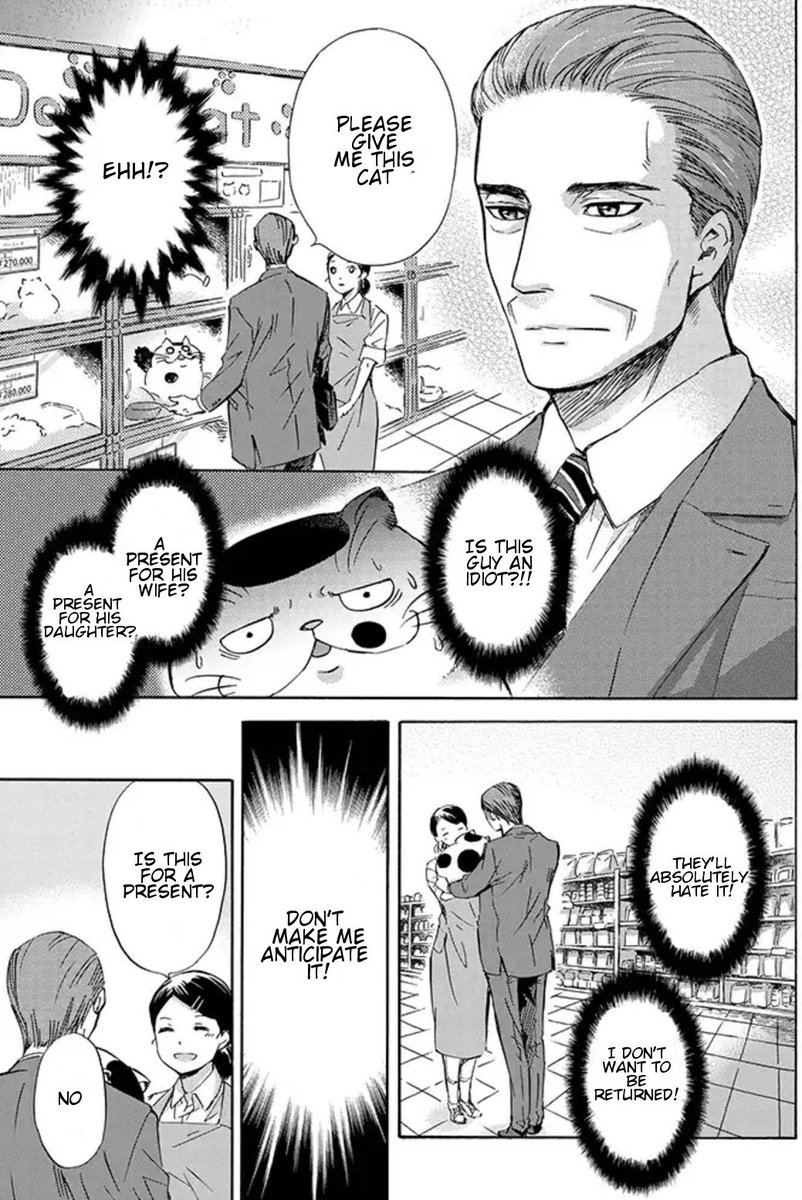 PLEASE
GIVE
ME THIS
CAT
EHH!?
De
at
¥270.000
¥280.000
IS THIS
GUY AN
IDIOT?!!
A
PRESENT
FOR HIS
WIFE?
A
PRESENT
FOR HIS
DAUGHTER?
THEY'LL
ABSOLUTELY
HATE IT!
I DON'T
WANT TO
BE
RETURNED!
DON'T
MAKE ME
ANTICIPATE
IT!
IS THIS
FOR A
PRESENT?
NO